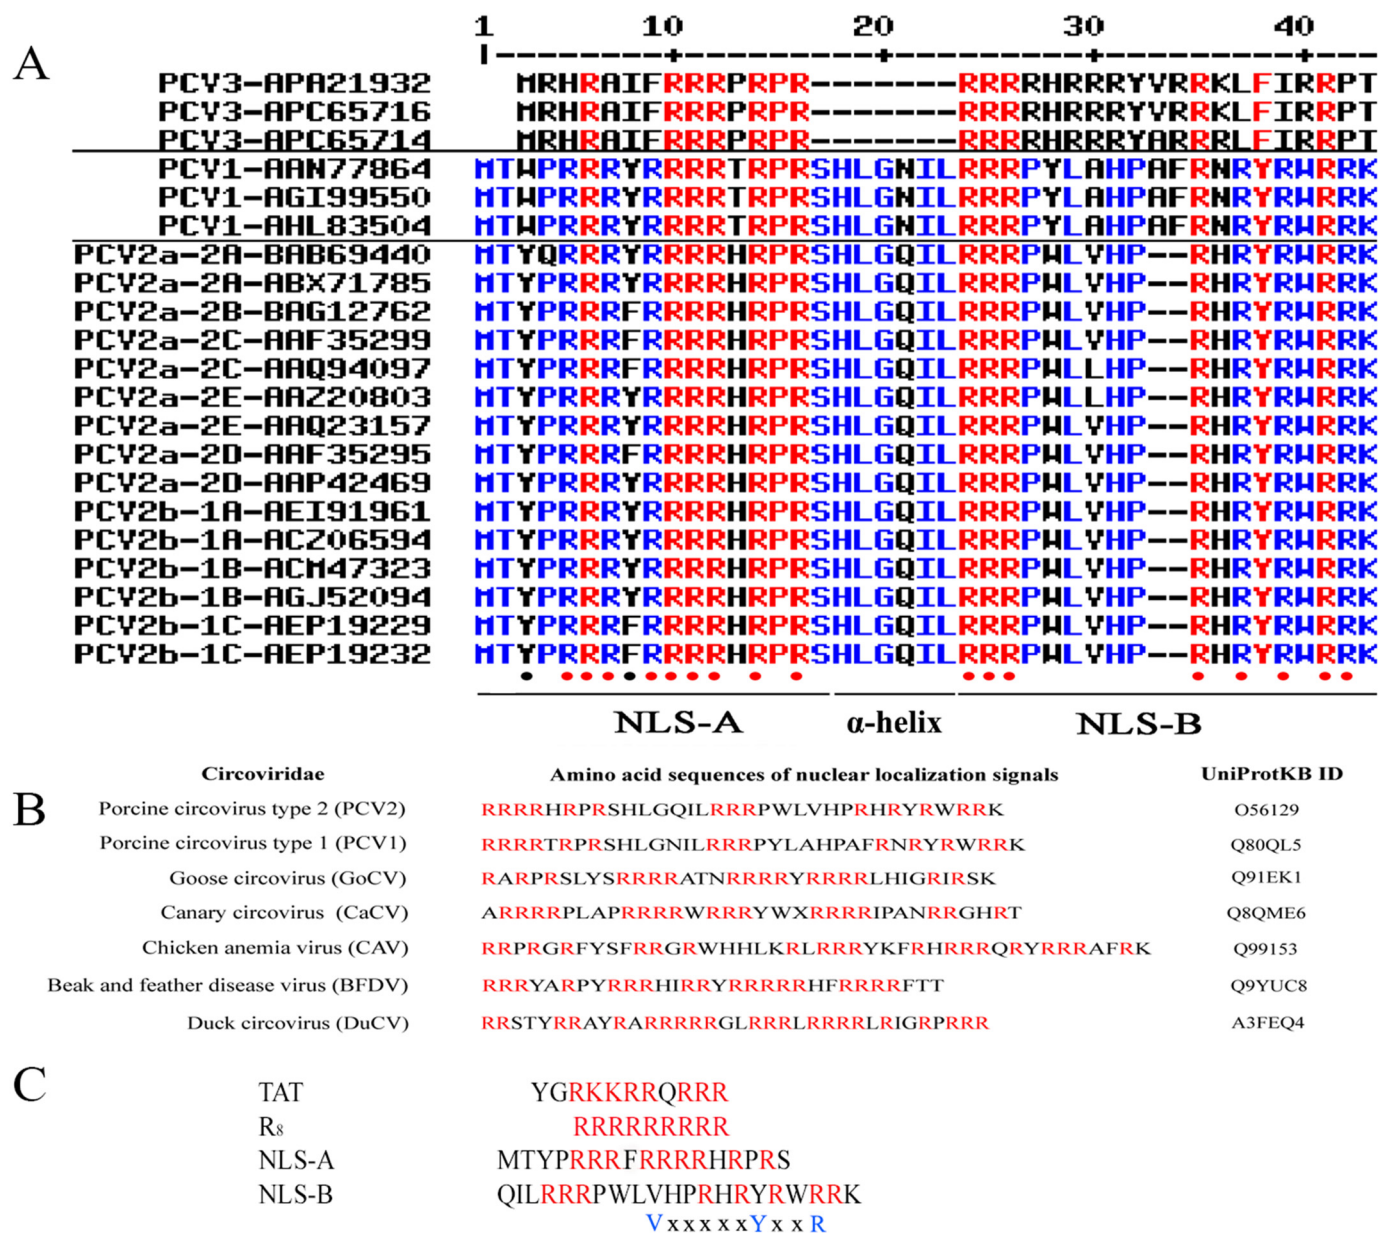 1 10 20 30 40
A
PCV3-APA21932 MRHRAIFRRRPRPR-------RRRRHRRRYVRRKLFIRRPT
PCV3-APC65716 MRHRAIFRRRPRPR-------RRRRHRRRYVRRKLFIRRPT
PCV3-APC65714 MRHRAIFRRRPRPR-------RRRRHRRRYARRRLFIRRPT
PCV1-AAN77864 MTWPRRRYRRRRTRPRSHLGNILRRRPYLAHPAFRNRYRWRRK
PCV1-AGI99550 MTWPRRRYRRRRTRPRSHLGNILRRRPYLAHPAFRNRYRWRRK
PCV1-AHL83504 MTWPRRRYRRRRTRPRSHLGNILRRRPYLAHPAFRNRYRWRRK
PCV2a-2A-BAB69440 MTYQRRRYRRRRHRPRSHLGQILRRRPWLVHP--RHRYRWRRK
PCV2a-2A-ABX71785 MTYPRRRYRRRRHRPRSHLGQILRRRPWLVHP--RHRYRWRRK
PCV2a-2B-BAG12762 MTYPRRRFRRRRHRPRSHLGQILRRRPWLVHP--RHRYRWRRK
PCV2a-2C-AAF35299 MTYPRRRFRRRRHRPRSHLGQILRRRPWLVHP--RHRYRWRRK
PCV2a-2C-AAQ94097 MTYPRRRFRRRRHRPRSHLGQILRRRPWLLHP--RHRYRWRRK
PCV2a-2E-AAZ20803 MTYPRRRYRRRRHRPRSHLGQILRRRPWLLHP--RHRYRWRRK
PCV2a-2E-AAQ23157 MTYPRRRYRRRRHRPRSHLGQILRRRPWLVHP--RHRYRWRRK
PCV2a-2D-AAF35295 MTYPRRRFRRRRHRPRSHLGQILRRRPWLVHP--RHRYRWRRK
PCV2a-2D-AAP42469 MTYPRRRYRRRRHRPRSHLGQILRRRPWLVHP--RHRYRWRRK
PCV2b-1A-AEI91961 MTYPRRRYRRRRHRPRSHLGQILRRRPWLVHP--RHRYRWRRK
PCV2b-1A-ACZ06594 MTYPRRRYRRRRHRPRSHLGQILRRRPWLVHP--RHRYRWRRK
PCV2b-1B-ACM47323 MTYPRRRYRRRRHRPRSHLGQILRRRPWLVHP--RHRYRWRRK
PCV2b-1B-AGJ52094 MTYPRRRYRRRRHRPRSHLGQILRRRPWLVHP--RHRYRWRRK
PCV2b-1C-AEP19229 MTYPRRRFRRRRHRPRSHLGQILRRRPWLVHP--RHRYRWRRK
PCV2b-1C-AEP19232 MTYPRRRFRRRRHRPRSHLGQILRRRPWLVHP--RHRYRWRRK
NLS-A α-helix NLS-B
Circoviridae Amino acid sequences of nuclear localization signals UniProtKB ID
B
Porcine circovirus type 2 (PCV2) RRRRHRPRSHLGQILRRRPWLVHPRHRYRWRRK O56129
Porcine circovirus type 1 (PCV1) RRRRTRPRSHLGNILRRRPYLAHPAFRNRYRWRRK Q80QL5
Goose circovirus (GoCV) RARPRSLYSRRRRATNRRRRYRRRRLHIGRIRSK Q91EK1
Canary circovirus (CaCV) ARRRRPLAPRRRRWRRRYWXRRRRIPANRRGHRT Q8QME6
Chicken anemia virus (CAV) RRPRGRFYSFRRGRWHHLKRLRRRYKFRHRRRQRYRRRAFRK Q99153
Beak and feather disease virus (BFDV) RRRYARPYRRRHIRRYRRRRRHFRRRRFTT Q9YUC8
Duck circovirus (DuCV) RRSTYRRAYRARRRRRGLRRRLRRRRLRIGRPRRR A3FEQ4
C
TAT YGRKKRRQRRR
R8 RRRRRRRRR
NLS-A MTYPRRRFRRRRHRPRS
NLS-B QILRRRPWLVHPRHRYRWRRK
VxxxxxYxxR